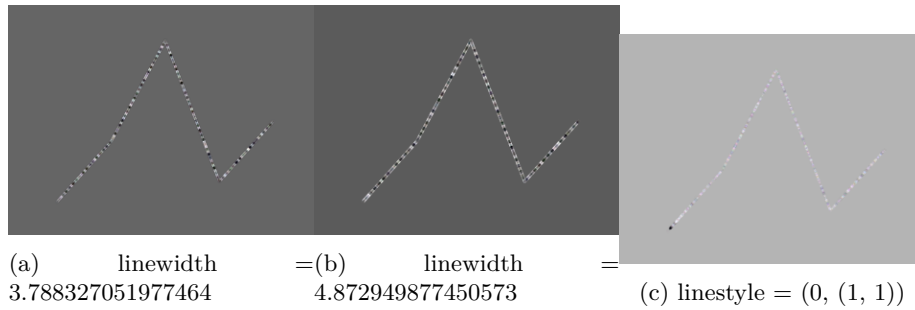 (a) linewidth =
3.788327051977464
(b) linewidth =
4.872949877450573
(c) linestyle = (0, (1, 1))